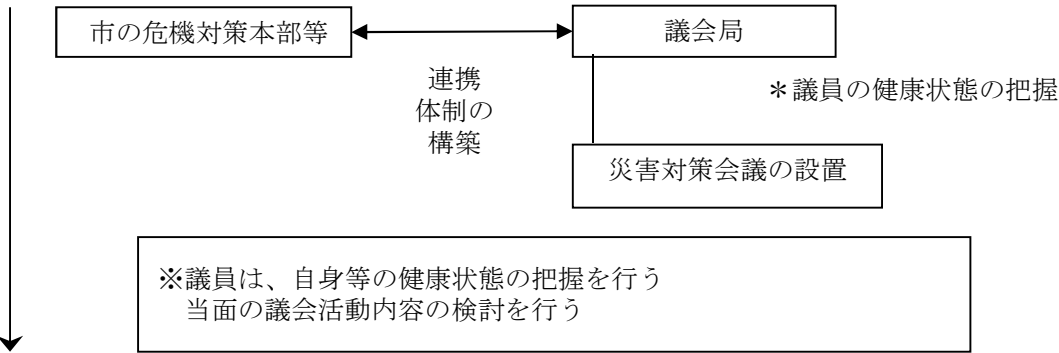 市の危機対策本部等
議会局
連携
体制の
構築
＊議員の健康状態の把握
災害対策会議の設置
※議員は、自身等の健康状態の把握を行う
当面の議会活動内容の検討を行う